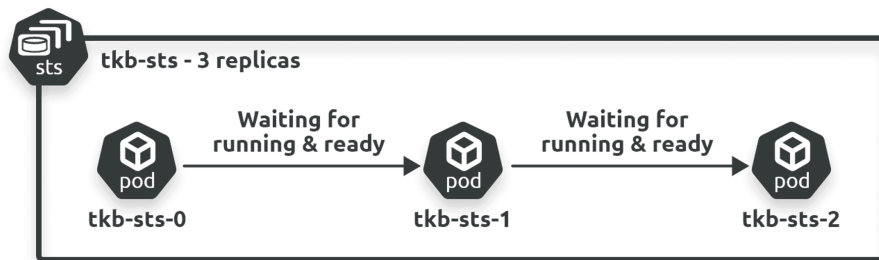 sts
tkb-sts - 3 replicas
Waiting for
running & ready
Waiting for
running & ready
pod
pod
pod
tkb-sts-0
tkb-sts-1
tkb-sts-2